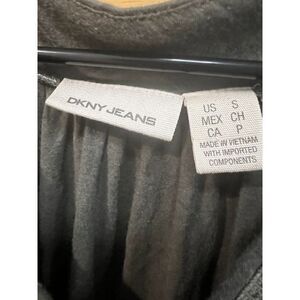 DKNY JEANS
US S
MEX CH
CA P
MADE IN VIETNAM
WITH IMPORTED
COMPONENTS